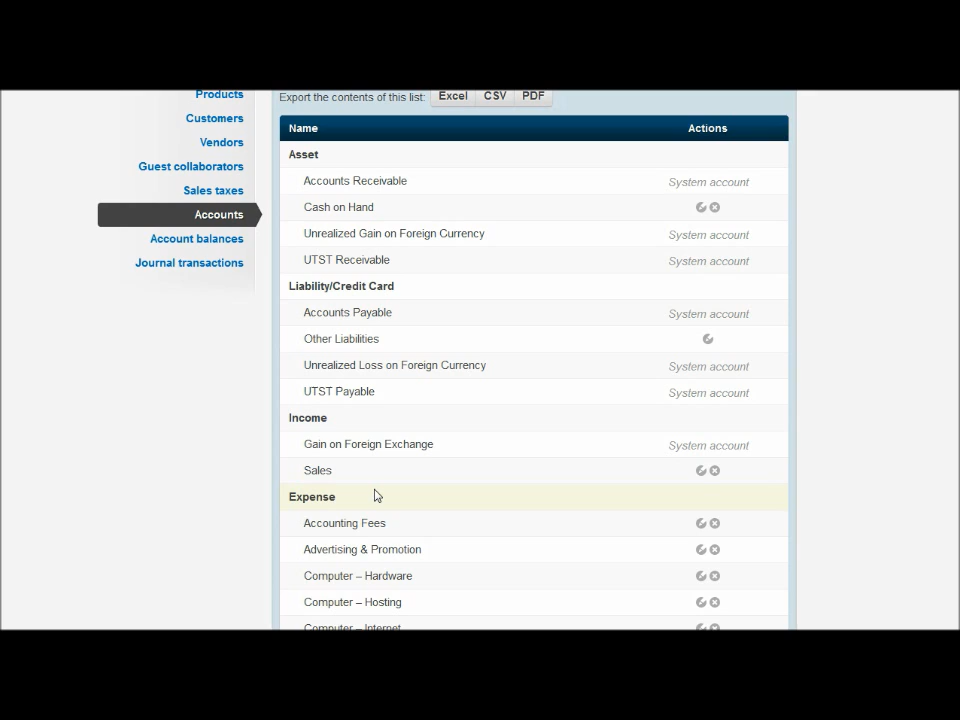 Products
Customers
Vendors
Guest collaborators
Sales taxes
Accounts
Account balances
Journal transactions
Export the contents of this list: Excel CSV PDF
Name Actions
Asset
Accounts Receivable System account
Cash on Hand
Unrealized Gain on Foreign Currency System account
UTST Receivable System account
Liability/Credit Card
Accounts Payable System account
Other Liabilities
Unrealized Loss on Foreign Currency System account
UTST Payable System account
Income
Gain on Foreign Exchange System account
Sales
Expense
Accounting Fees
Advertising & Promotion
Computer – Hardware
Computer – Hosting
Computer – Internet